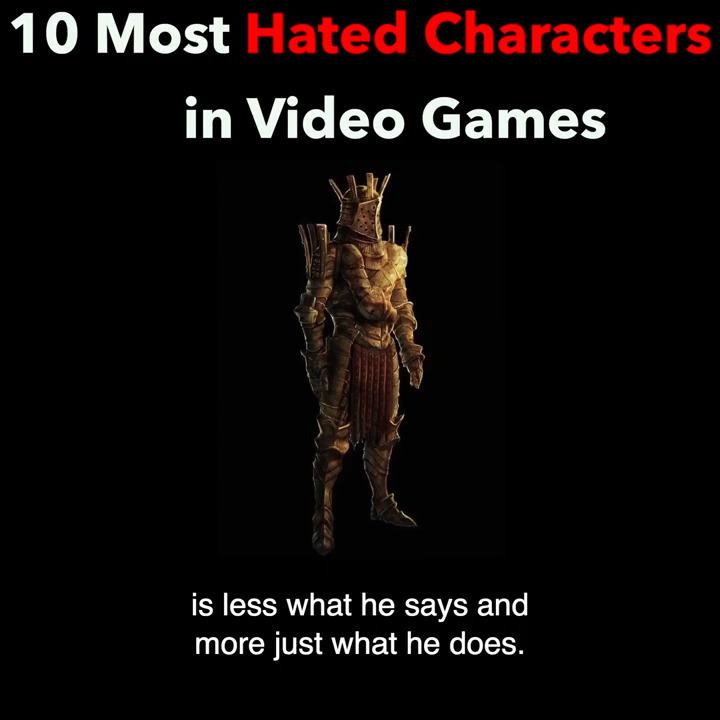 10 Most Hated Characters
in Video Games
is less what he says and
more just what he does.